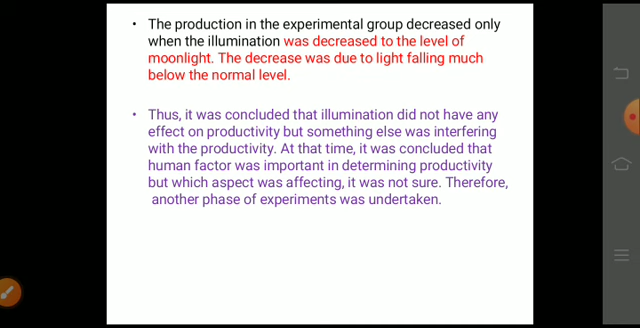 • The production in the experimental group decreased only
when the illumination was decreased to the level of
moonlight. The decrease was due to light falling much
below the normal level.
• Thus, it was concluded that illumination did not have any
effect on productivity but something else was interfering
with the productivity. At that time, it was concluded that
human factor was important in determining productivity
but which aspect was affecting, it was not sure. Therefore,
another phase of experiments was undertaken.